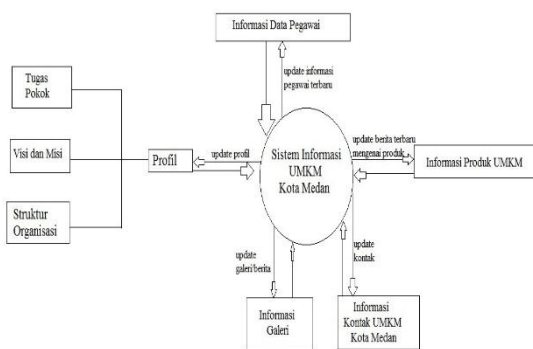 Informasi Data Pegawai
update informasi
pegawai terbaru
Tugas
Pokok
Visi dan Misi
Struktur
Organisasi
Profil
update profil
Sistem Informasi
UMKM
Kota Medan
update berita terbaru
mengenai produk
Informasi Produk UMKM
update
galeri/berita
update
kontak
Informasi
Galeri
Informasi
Kontak UMKM
Kota Medan